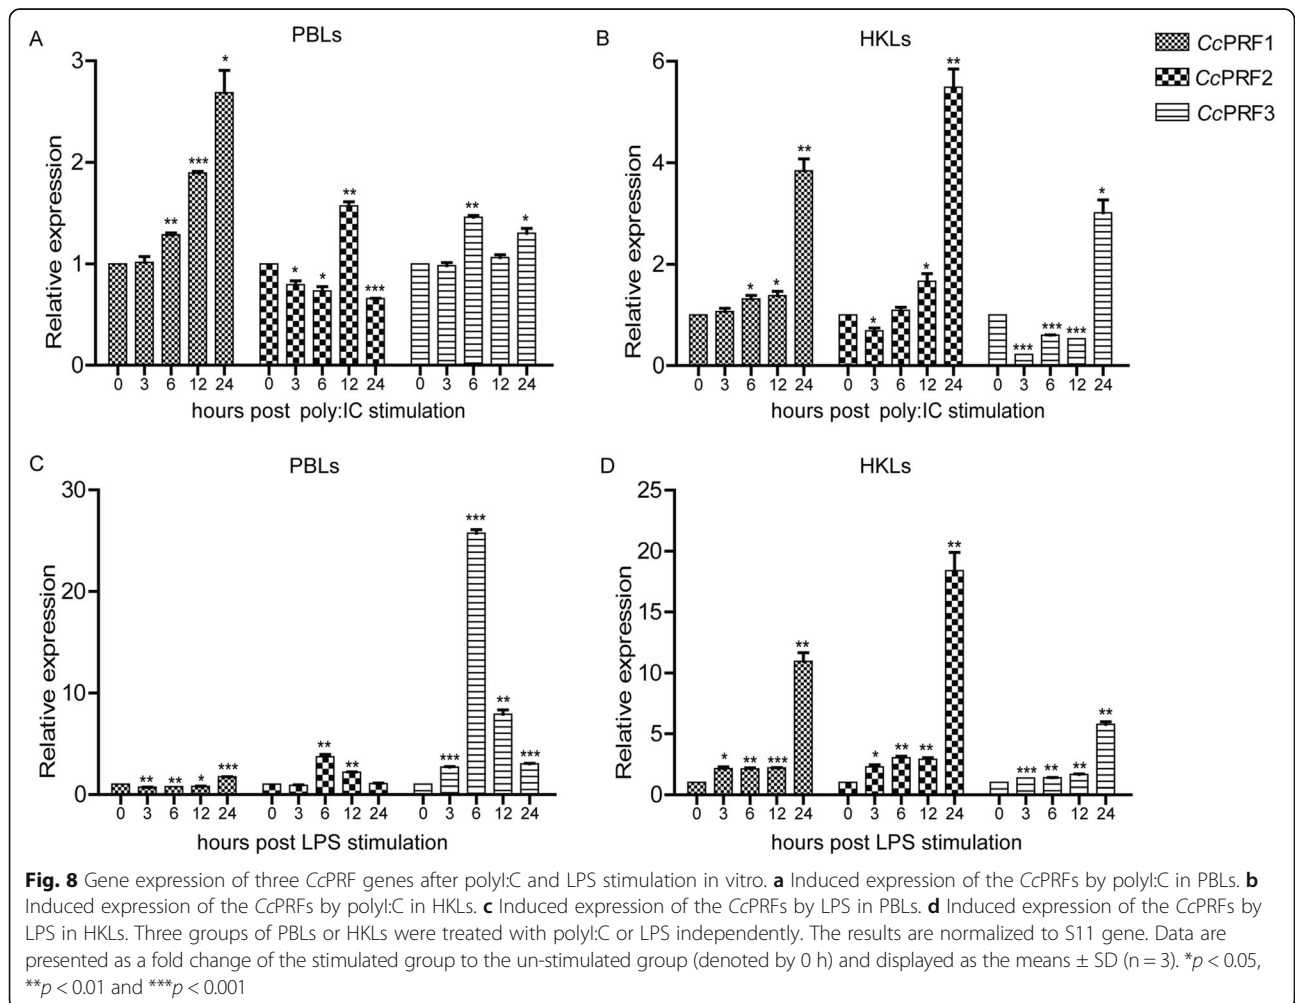 A
PBLs
3
2
1
0
Relative expression
*
***
**
* * ** ***
** *
0 3 6 12 24 0 3 6 12 24 0 3 6 12 24
hours post poly:IC stimulation
B
HKLs
6
4
2
0
Relative expression
* * **
* * **
*** *** *** *
0 3 6 12 24 0 3 6 12 24 0 3 6 12 24
hours post poly:IC stimulation
CcPRF1
CcPRF2
CcPRF3
C
PBLs
30
20
10
0
Relative expression
** ** * ***
** **
*** *** ** ***
0 3 6 12 24 0 3 6 12 24 0 3 6 12 24
hours post LPS stimulation
D
HKLs
25
20
15
10
5
0
Relative expression
* ** *** **
* ** ** **
*** ** ** **
0 3 6 12 24 0 3 6 12 24 0 3 6 12 24
hours post LPS stimulation
Fig. 8 Gene expression of three CcPRF genes after polyI:C and LPS stimulation in vitro. a Induced expression of the CcPRFs by polyI:C in PBLs. b
Induced expression of the CcPRFs by polyI:C in HKLs. c Induced expression of the CcPRFs by LPS in PBLs. d Induced expression of the CcPRFs by
LPS in HKLs. Three groups of PBLs or HKLs were treated with polyI:C or LPS independently. The results are normalized to S11 gene. Data are
presented as a fold change of the stimulated group to the un-stimulated group (denoted by 0 h) and displayed as the means ± SD (n = 3). *p < 0.05,
**p < 0.01 and ***p < 0.001